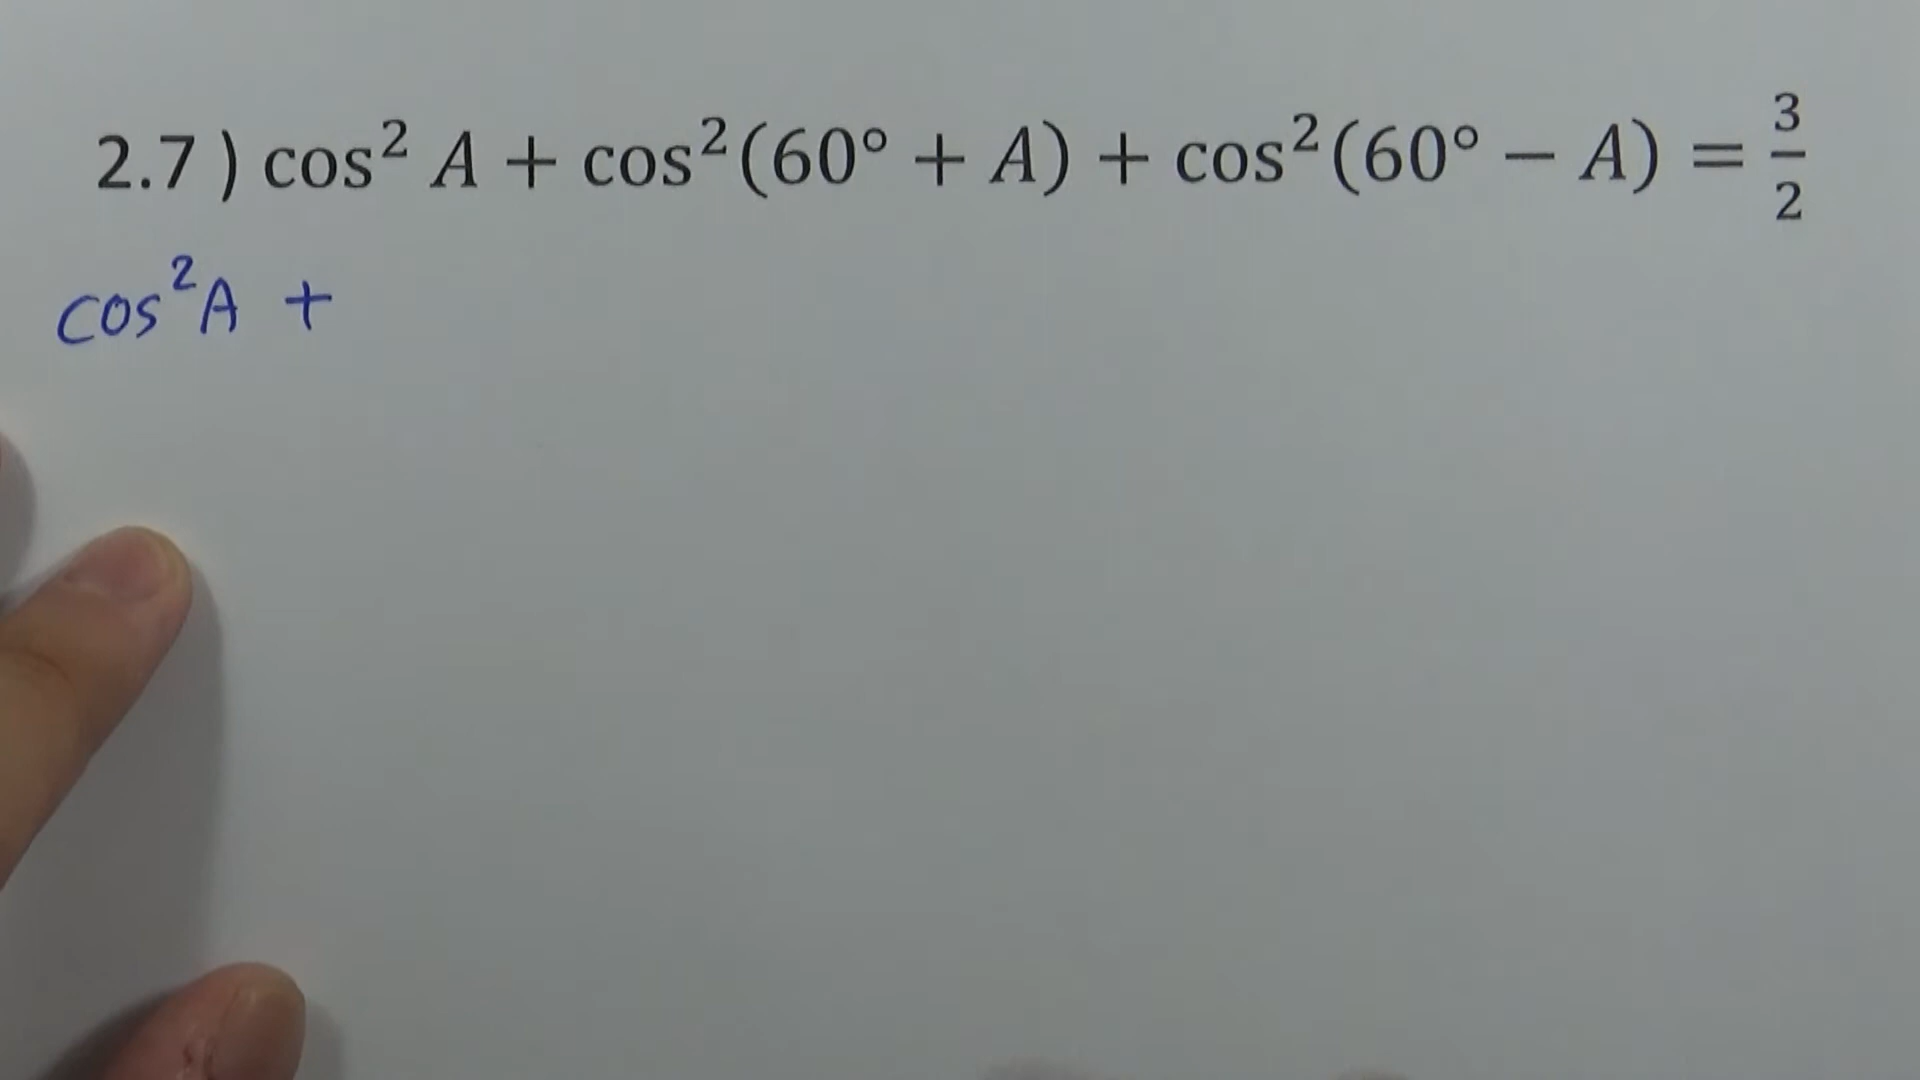 2.7 ) cos² A + cos²(60° + A) + cos²(60° − A) = 3/2
cos²A +